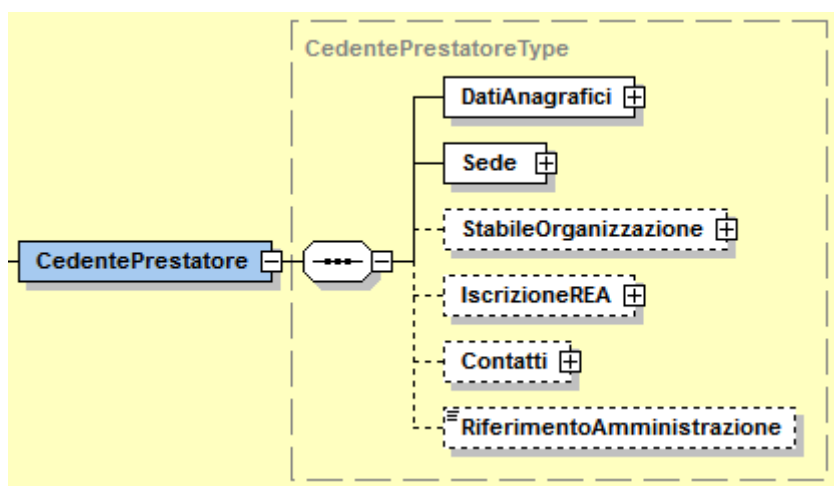 CedentePrestatoreType
DatiAnagrafici
Sede
StabileOrganizzazione
CedentePrestatore
IscrizioneREA
Contatti
RiferimentoAmministrazione